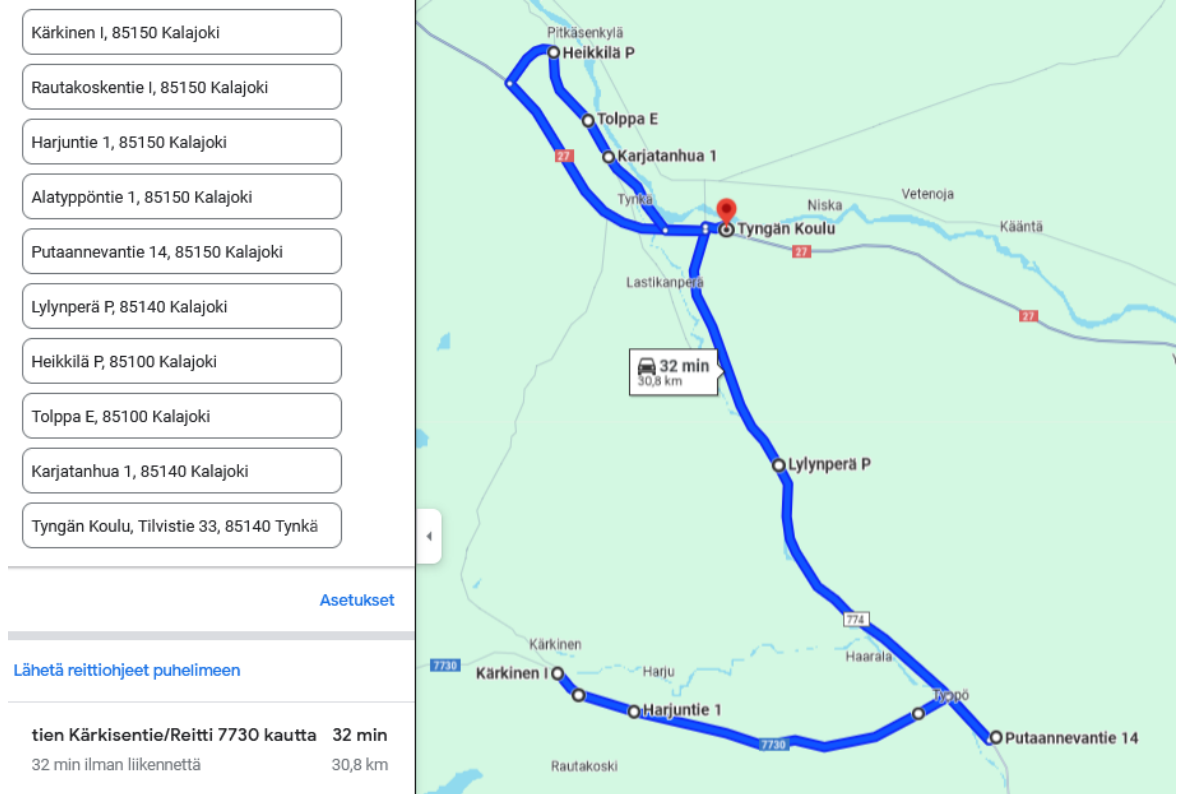 Kärkinen I, 85150 Kalajoki
Rautakoskentie I, 85150 Kalajoki
Harjuntie 1, 85150 Kalajoki
Alatyppöntie 1, 85150 Kalajoki
Putaannevantie 14, 85150 Kalajoki
Lylynperä P, 85140 Kalajoki
Heikkilä P, 85100 Kalajoki
Tolppa E, 85100 Kalajoki
Karjatanhua 1, 85140 Kalajoki
Tyngän Koulu, Tilvistie 33, 85140 Tynkä
Asetukset
Lähetä reittiohjeet puhelimeen
tien Kärkisentie/Reitti 7730 kautta 32 min
32 min ilman liikennettä 30,8 km
Pitkäsenkylä
Heikkilä P
Tolppa E
27
Karjatanhua 1
Tynkä
Niska
Vetenoja
Kääntä
Tyngän Koulu
27
Lastikanperä
27
32 min
30,8 km
Lylynperä P
774
Kärkinen
Haarala
7730
Kärkinen I
Harju
Typpö
Harjuntie 1
7730
Putaannevantie 14
Rautakoski